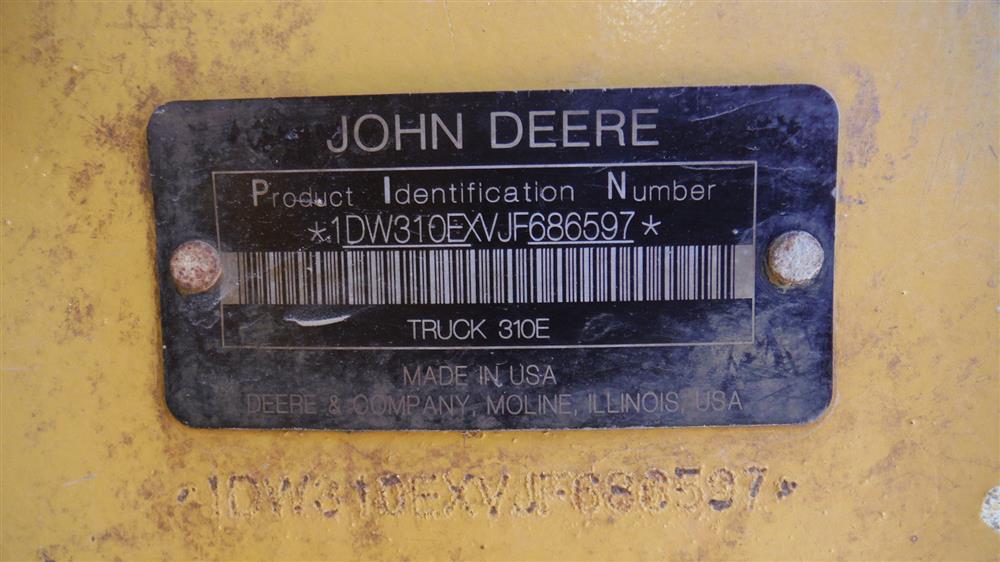 JOHN DEERE
Product Identification Number
*1DW310EXVJF686597*
TRUCK 310E
MADE IN USA
DEERE & COMPANY, MOLINE, ILLINOIS, USA
*1DW310EXVJF686597*